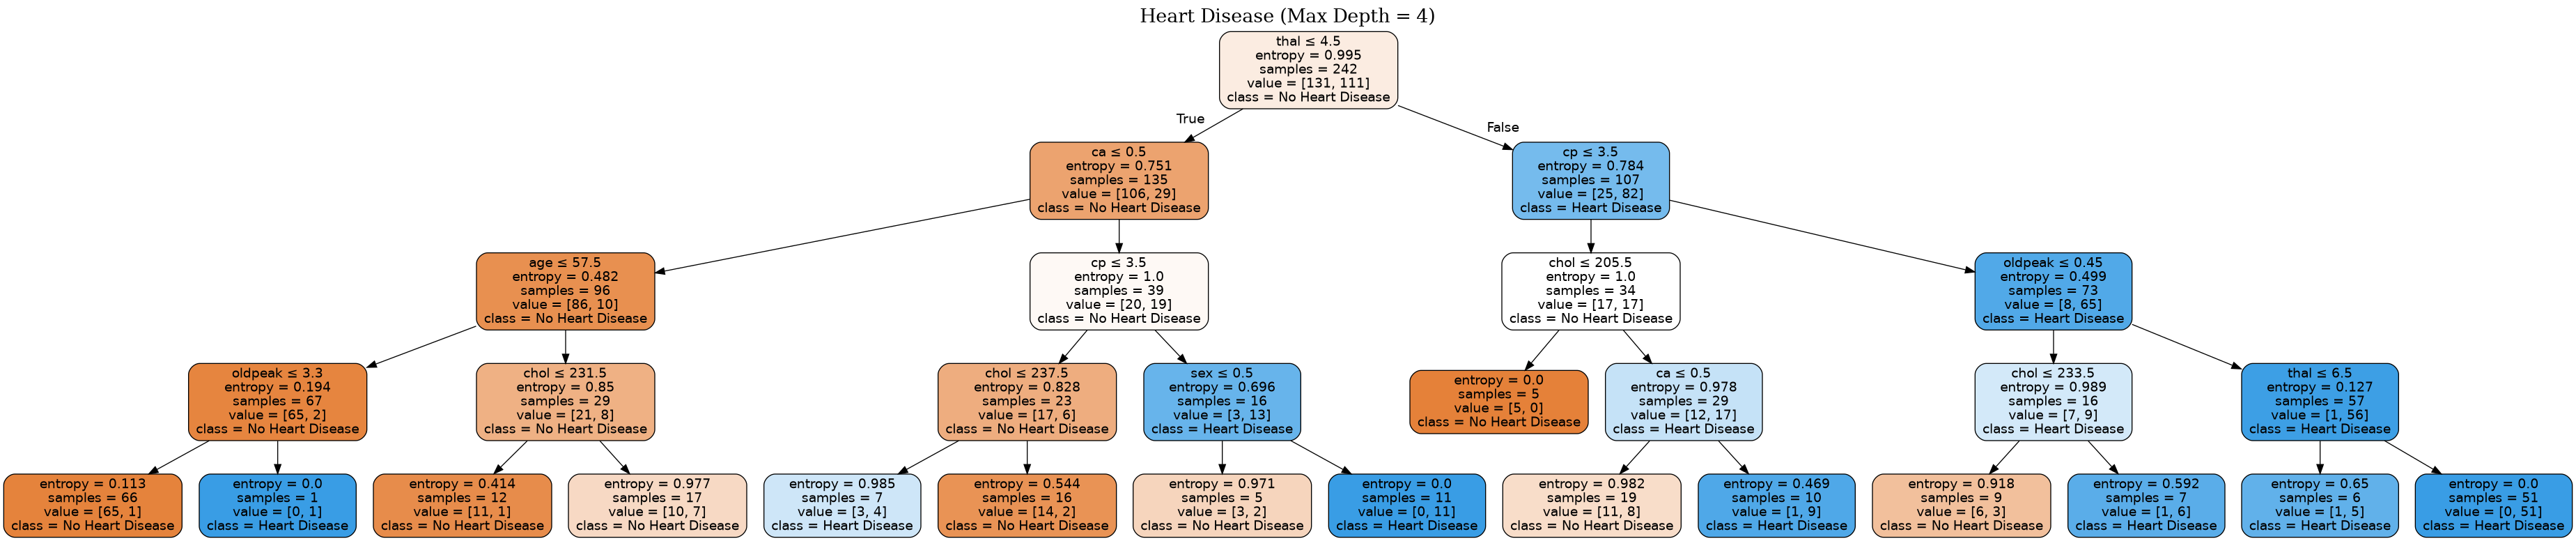 Heart Disease (Max Depth = 4)
thal ≤ 4.5
entropy = 0.995
samples = 242
value = [131, 111]
class = No Heart Disease
True
False
ca ≤ 0.5
entropy = 0.751
samples = 135
value = [106, 29]
class = No Heart Disease
cp ≤ 3.5
entropy = 0.784
samples = 107
value = [25, 82]
class = Heart Disease
age ≤ 57.5
entropy = 0.482
samples = 96
value = [86, 10]
class = No Heart Disease
cp ≤ 3.5
entropy = 1.0
samples = 39
value = [20, 19]
class = No Heart Disease
chol ≤ 205.5
entropy = 1.0
samples = 34
value = [17, 17]
class = No Heart Disease
oldpeak ≤ 0.45
entropy = 0.499
samples = 73
value = [8, 65]
class = Heart Disease
oldpeak ≤ 3.3
entropy = 0.194
samples = 67
value = [65, 2]
class = No Heart Disease
chol ≤ 231.5
entropy = 0.85
samples = 29
value = [21, 8]
class = No Heart Disease
chol ≤ 237.5
entropy = 0.828
samples = 23
value = [17, 6]
class = No Heart Disease
sex ≤ 0.5
entropy = 0.696
samples = 16
value = [3, 13]
class = Heart Disease
entropy = 0.0
samples = 5
value = [5, 0]
class = No Heart Disease
ca ≤ 0.5
entropy = 0.978
samples = 29
value = [12, 17]
class = Heart Disease
chol ≤ 233.5
entropy = 0.989
samples = 16
value = [7, 9]
class = Heart Disease
thal ≤ 6.5
entropy = 0.127
samples = 57
value = [1, 56]
class = Heart Disease
entropy = 0.113
samples = 66
value = [65, 1]
class = No Heart Disease
entropy = 0.0
samples = 1
value = [0, 1]
class = Heart Disease
entropy = 0.414
samples = 12
value = [11, 1]
class = No Heart Disease
entropy = 0.977
samples = 17
value = [10, 7]
class = No Heart Disease
entropy = 0.985
samples = 7
value = [3, 4]
class = Heart Disease
entropy = 0.544
samples = 16
value = [14, 2]
class = No Heart Disease
entropy = 0.971
samples = 5
value = [3, 2]
class = No Heart Disease
entropy = 0.0
samples = 11
value = [0, 11]
class = Heart Disease
entropy = 0.982
samples = 19
value = [11, 8]
class = No Heart Disease
entropy = 0.469
samples = 10
value = [1, 9]
class = Heart Disease
entropy = 0.918
samples = 9
value = [6, 3]
class = No Heart Disease
entropy = 0.592
samples = 7
value = [1, 6]
class = Heart Disease
entropy = 0.65
samples = 6
value = [1, 5]
class = Heart Disease
entropy = 0.0
samples = 51
value = [0, 51]
class = Heart Disease